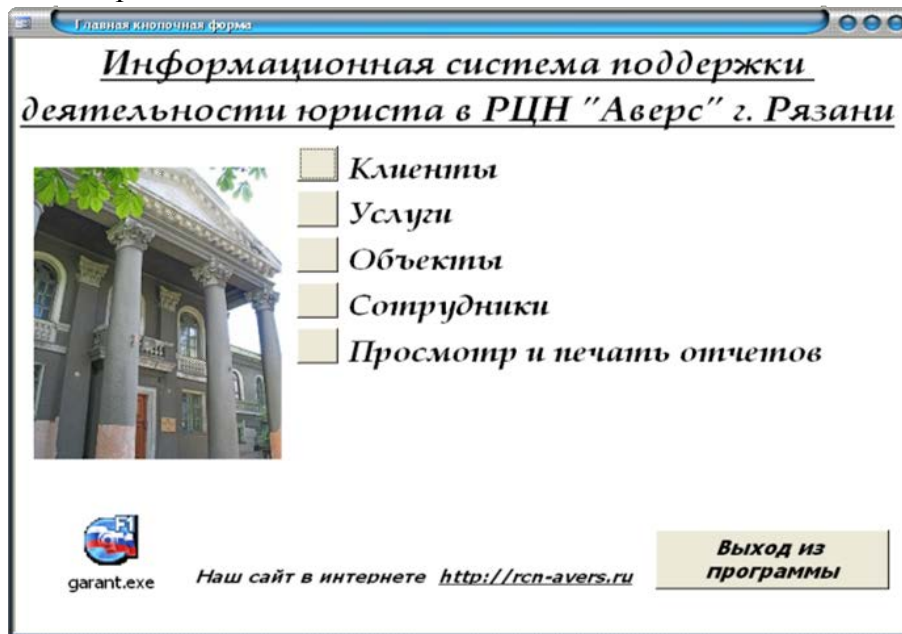 Главная кнопочная форма
Информационная система поддержки
деятельности юриста в РЦН "Аверс" г. Рязани
Клиенты
Услуги
Объекты
Сотрудники
Просмотр и печать отчетов
F1
garant.exe
Наш сайт в интернете http://rcn-avers.ru
Выход из
программы